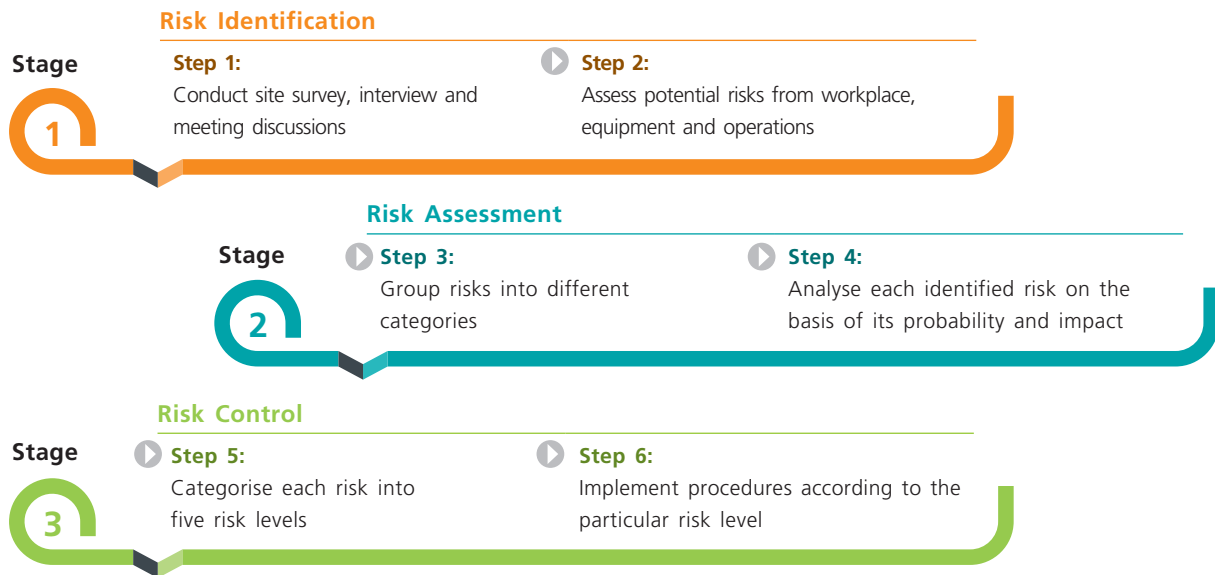 Risk Identification
Stage
1
Step 1:
Conduct site survey, interview and
meeting discussions
Step 2:
Assess potential risks from workplace,
equipment and operations
Risk Assessment
Stage
2
Step 3:
Group risks into different
categories
Step 4:
Analyse each identified risk on the
basis of its probability and impact
Risk Control
Stage
3
Step 5:
Categorise each risk into
five risk levels
Step 6:
Implement procedures according to the
particular risk level